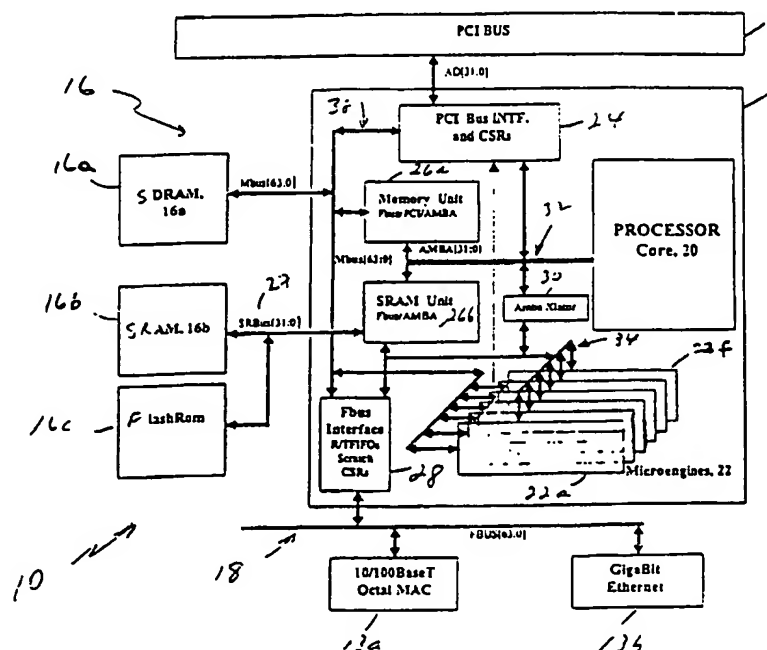 PCI BUS
AD[31:0]
16
38
PCI Bus INTF.
and CSRs
24
16a
SDRAM,
16a
Mbus[63:0]
26a
Memory Unit
Fbus/PCI/AMBA
32
PROCESSOR
Core, 20
AMBA[31:0]
Mbus[63:0]
30
16b
27
SRAM, 16b
SRBus[31:0]
SRAM Unit
Fbus/AMBA
26b
34
22f
16c
FlashRom
Fbus
Interface
R/TFIFOs
Scratch
CSRs
28
Microengines, 22
22a
10
18
FBUS[63:0]
10/100BaseT
Octal MAC
GigaBit
Ethernet
13a
13b